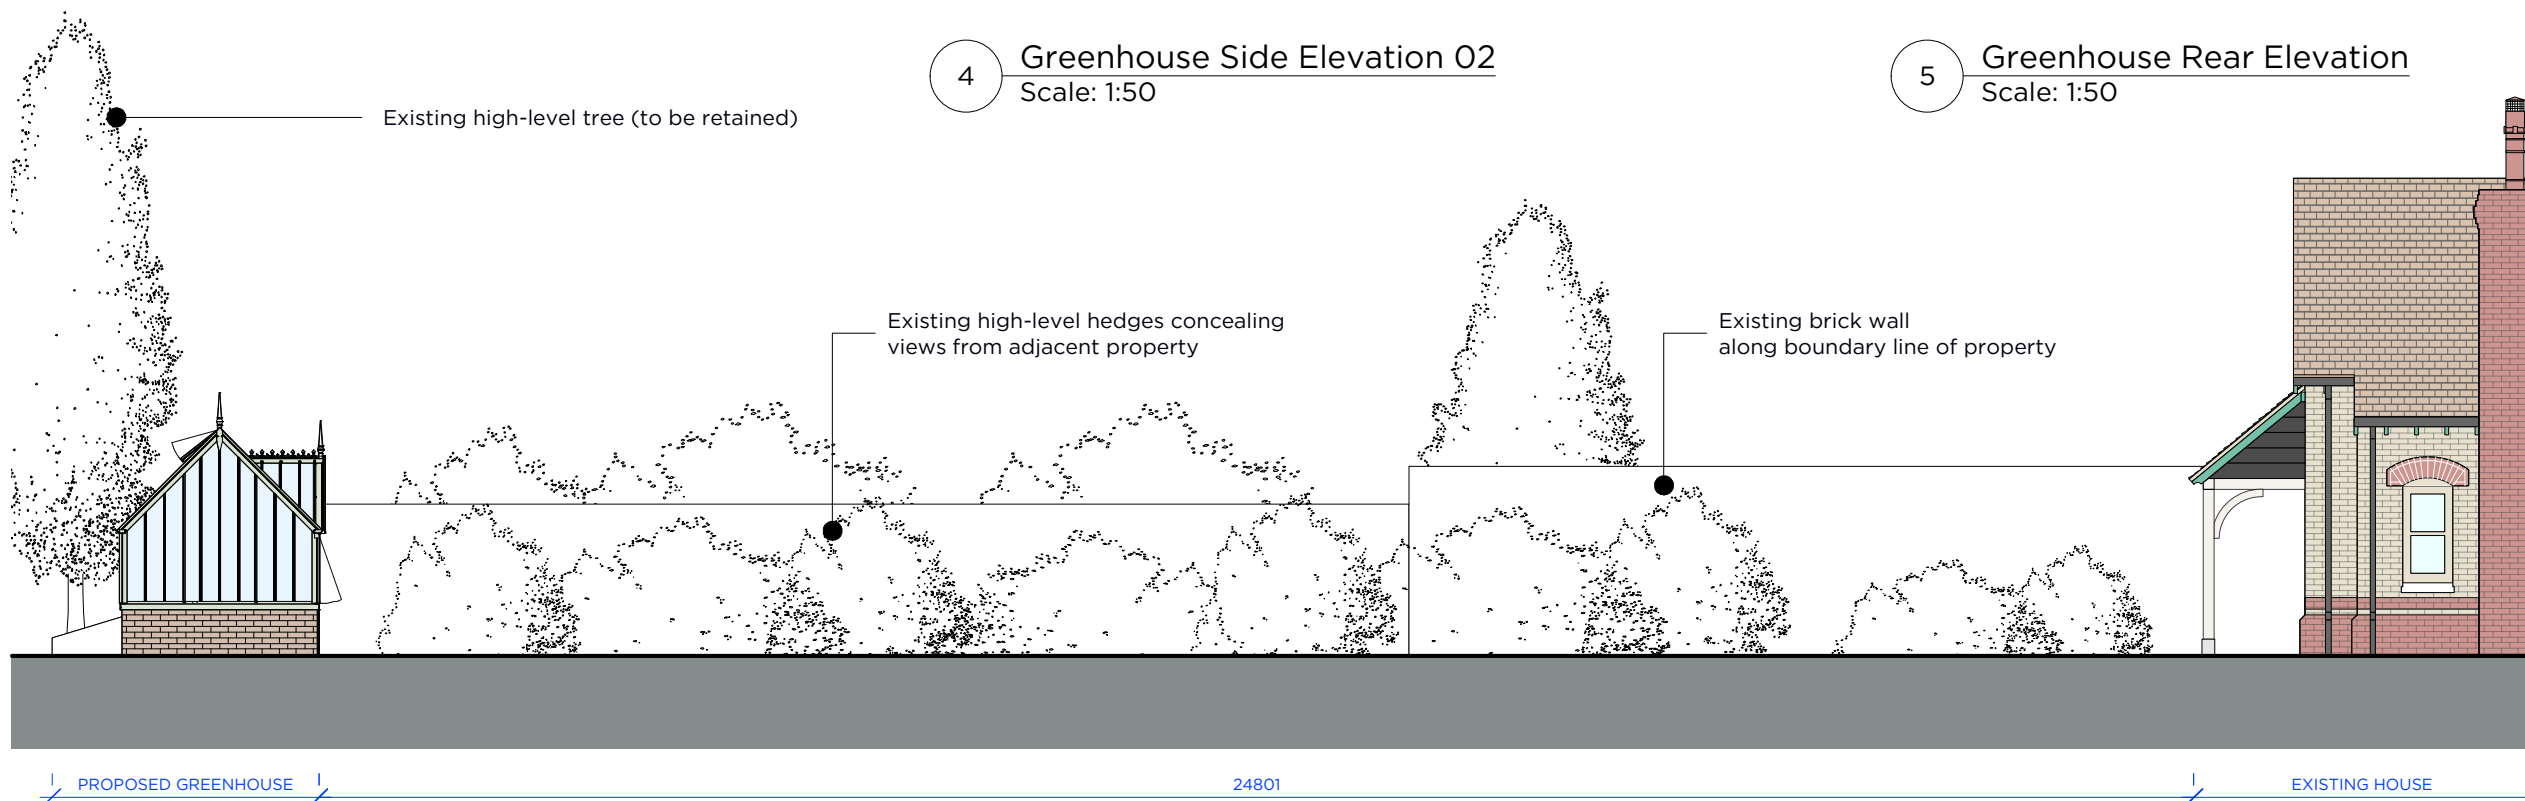 4
Greenhouse Side Elevation 02
Scale: 1:50
5
Greenhouse Rear Elevation
Scale: 1:50
Existing high-level tree (to be retained)
Existing high-level hedges concealing
views from adjacent property
Existing brick wall
along boundary line of property
PROPOSED GREENHOUSE
24801
EXISTING HOUSE